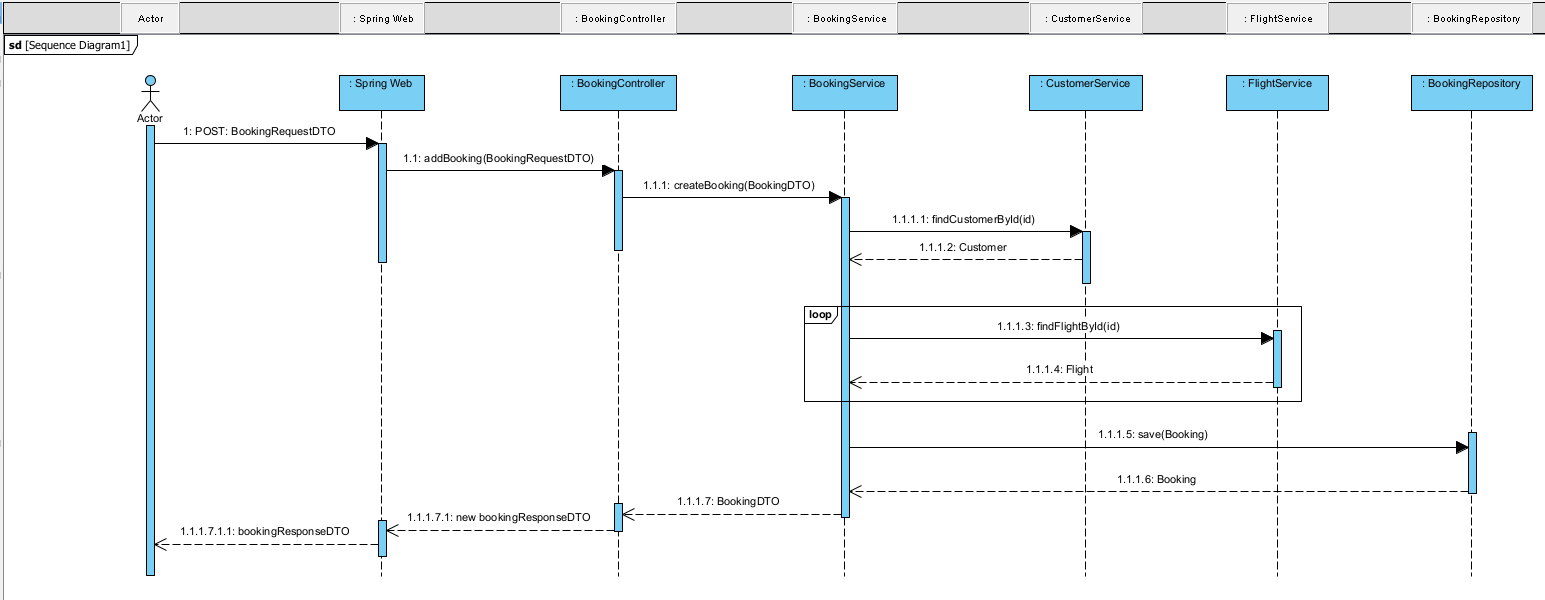 Actor
: Spring Web
: BookingController
: BookingService
: CustomerService
: FlightService
: BookingRepository
sd [Sequence Diagram1]
: Spring Web
: BookingController
: BookingService
: CustomerService
: FlightService
: BookingRepository
Actor
1: POST: BookingRequestDTO
1.1: addBooking(BookingRequestDTO)
1.1.1: createBooking(BookingDTO)
1.1.1.1: findCustomerById(id)
1.1.1.2: Customer
loop
1.1.1.3: findFlightById(id)
1.1.1.4: Flight
1.1.1.5: save(Booking)
1.1.1.6: Booking
1.1.1.7: BookingDTO
1.1.1.7.1: new bookingResponseDTO
1.1.1.7.1.1: bookingResponseDTO